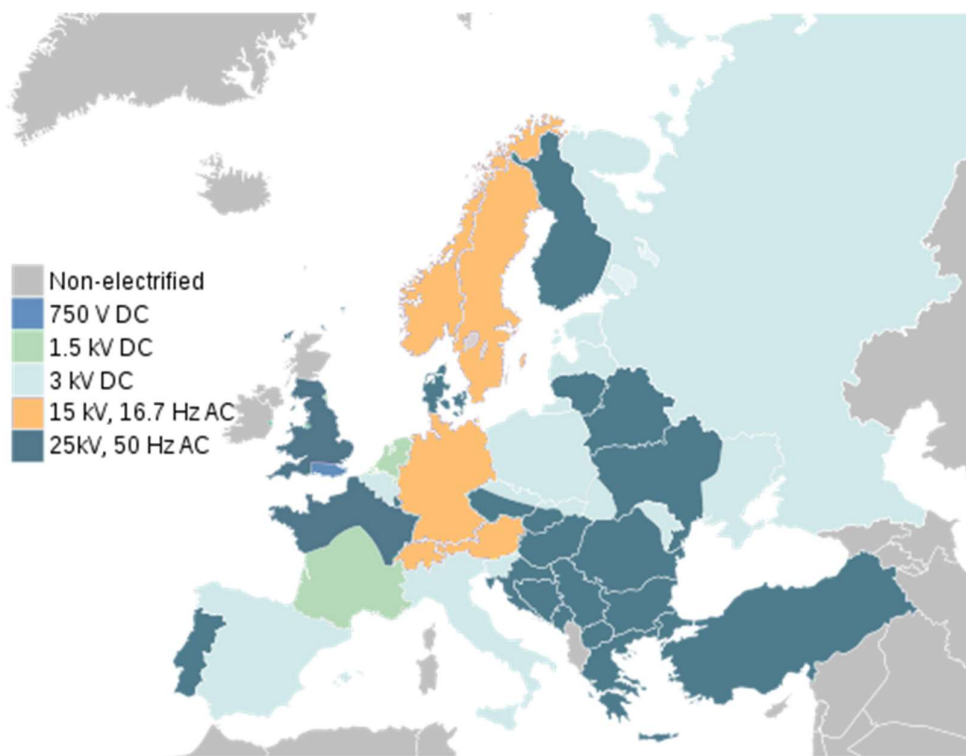 Non-electrified
750 V DC
1.5 kV DC
3 kV DC
15 kV, 16.7 Hz AC
25kV, 50 Hz AC